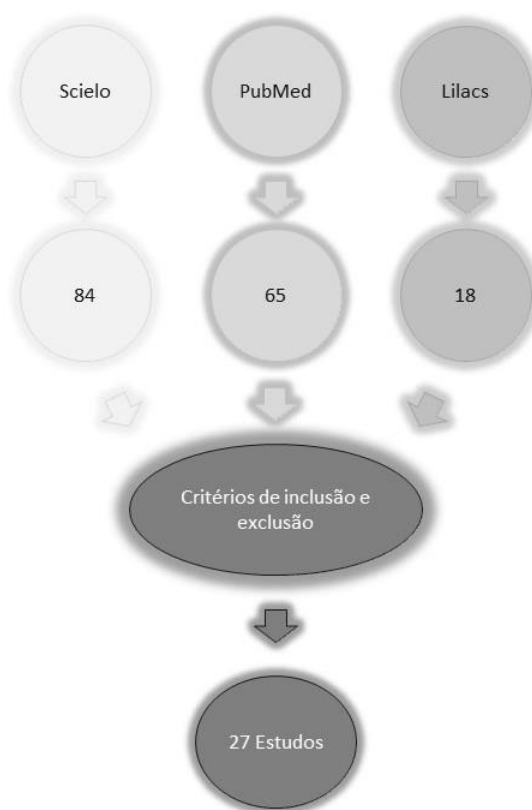 Scielo
PubMed
Lilacs
84
65
18
Critérios de inclusão e
exclusão
27 Estudos